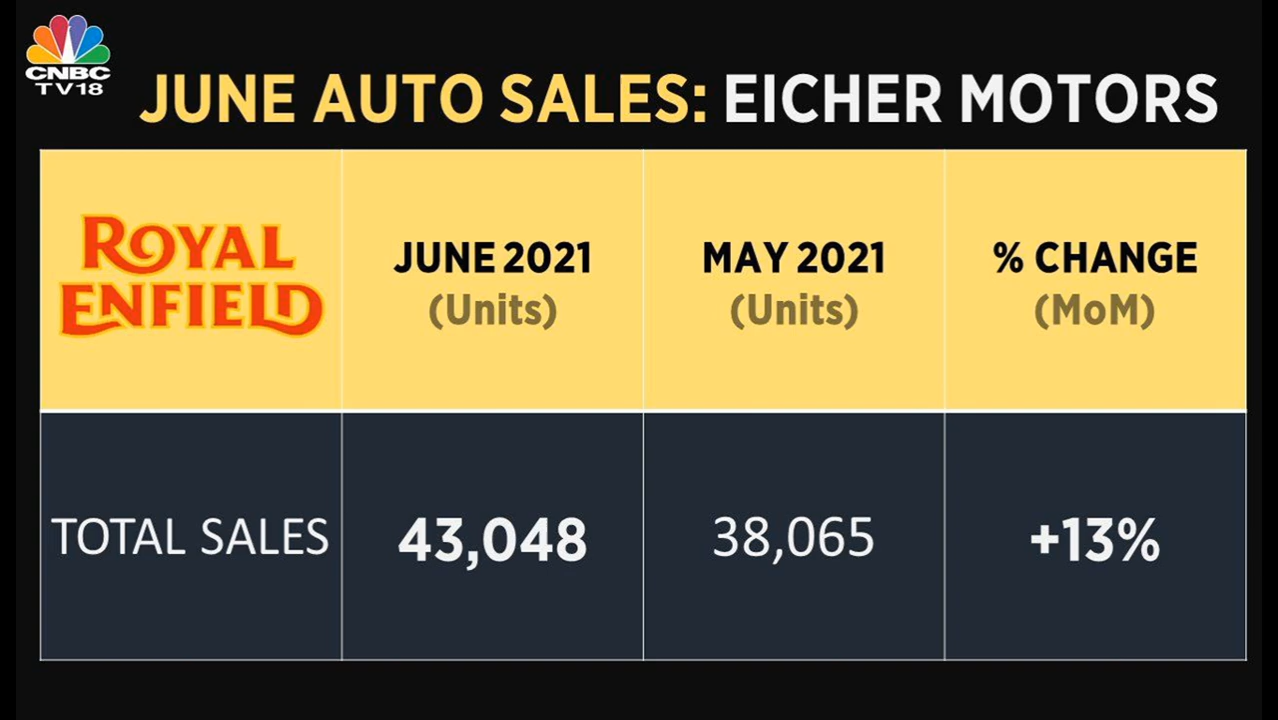 CNBC
TV18
JUNE AUTO SALES: EICHER MOTORS
ROYAL
ENFIELD
JUNE 2021
(Units)
MAY 2021
(Units)
% CHANGE
(MoM)
TOTAL SALES
43,048
38,065
+13%